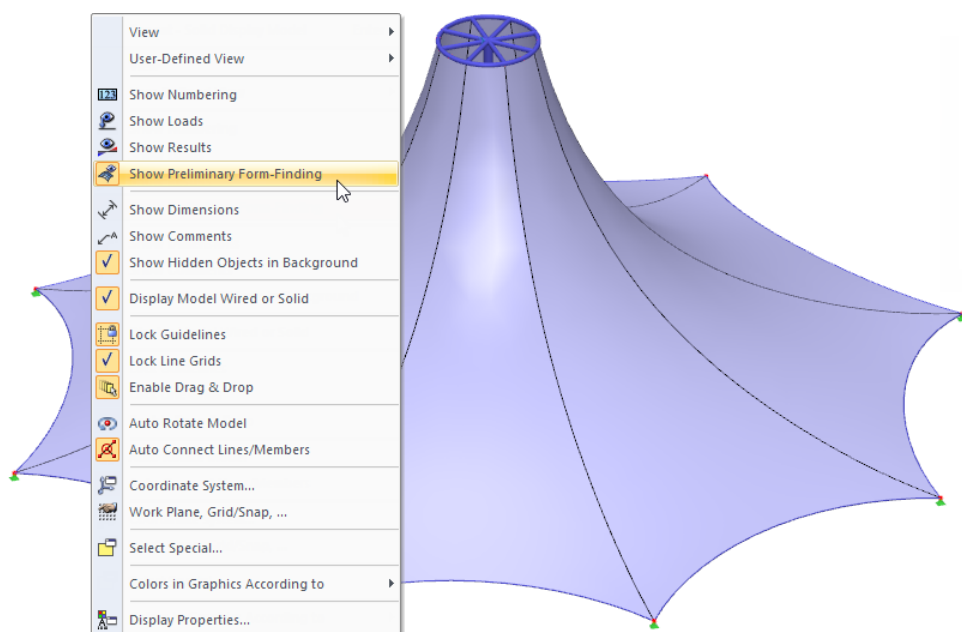 View
User-Defined View
123
Show Numbering
Show Loads
Show Results
Show Preliminary Form-Finding
Show Dimensions
A
Show Comments
Show Hidden Objects in Background
Display Model Wired or Solid
Lock Guidelines
Lock Line Grids
Enable Drag & Drop
Auto Rotate Model
Auto Connect Lines/Members
Coordinate System...
Work Plane, Grid/Snap, ...
Select Special...
Colors in Graphics According to
A
Display Properties...